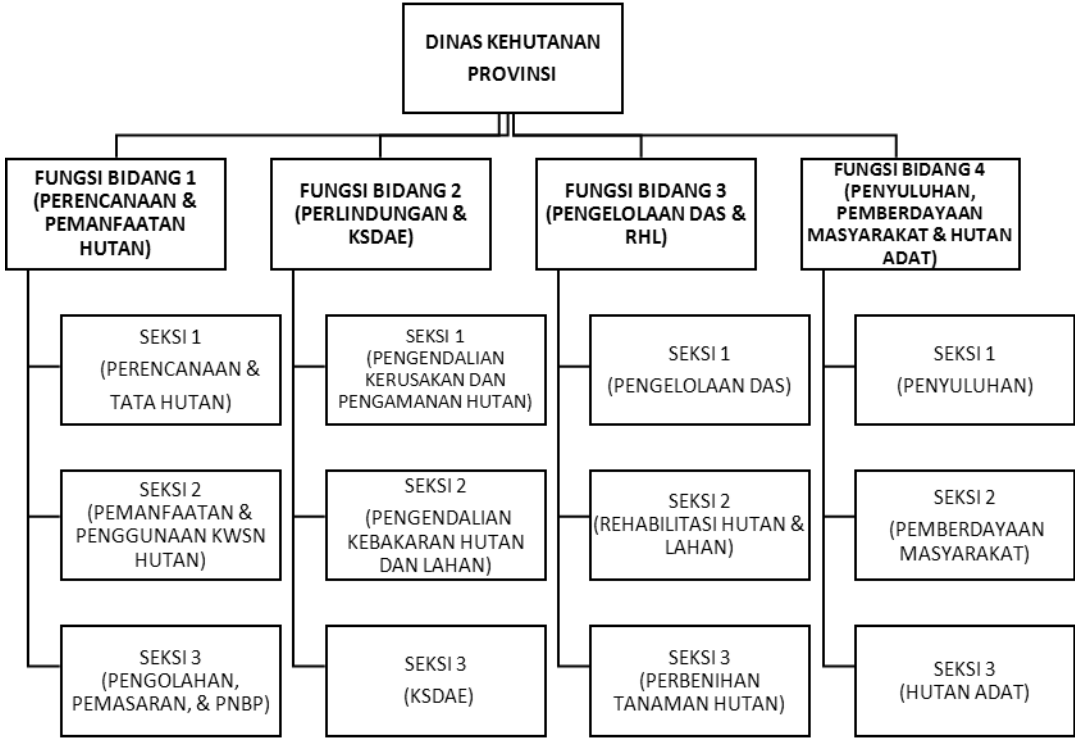 DINAS KEHUTANAN
PROVINSI
FUNGSI BIDANG 1
(PERENCANAAN &
PEMANFAATAN
HUTAN)
FUNGSI BIDANG 2
(PERLINDUNGAN &
KSDAE)
FUNGSI BIDANG 3
(PENGELOLAAN DAS &
RHL)
FUNGSI BIDANG 4
(PENYULUHAN,
PEMBERDAYAAN
MASYARAKAT & HUTAN
ADAT)
SEKSI 1
(PERENCANAAN &
TATA HUTAN)
SEKSI 2
(PEMANFAATAN &
PENGGUNAAN KWSN
HUTAN)
SEKSI 3
(PENGOLAHAN,
PEMASARAN, & PNBP)
SEKSI 1
(PENGENDALIAN
KERUSAKAN DAN
PENGAMANAN HUTAN)
SEKSI 2
(PENGENDALIAN
KEBAKARAN HUTAN
DAN LAHAN)
SEKSI 3
(KSDAE)
SEKSI 1
(PENGELOLAAN DAS)
SEKSI 2
(REHABILITASI HUTAN &
LAHAN)
SEKSI 3
(PERBENIHAN
TANAMAN HUTAN)
SEKSI 1
(PENYULUHAN)
SEKSI 2
(PEMBERDAYAAN
MASYARAKAT)
SEKSI 3
(HUTAN ADAT)